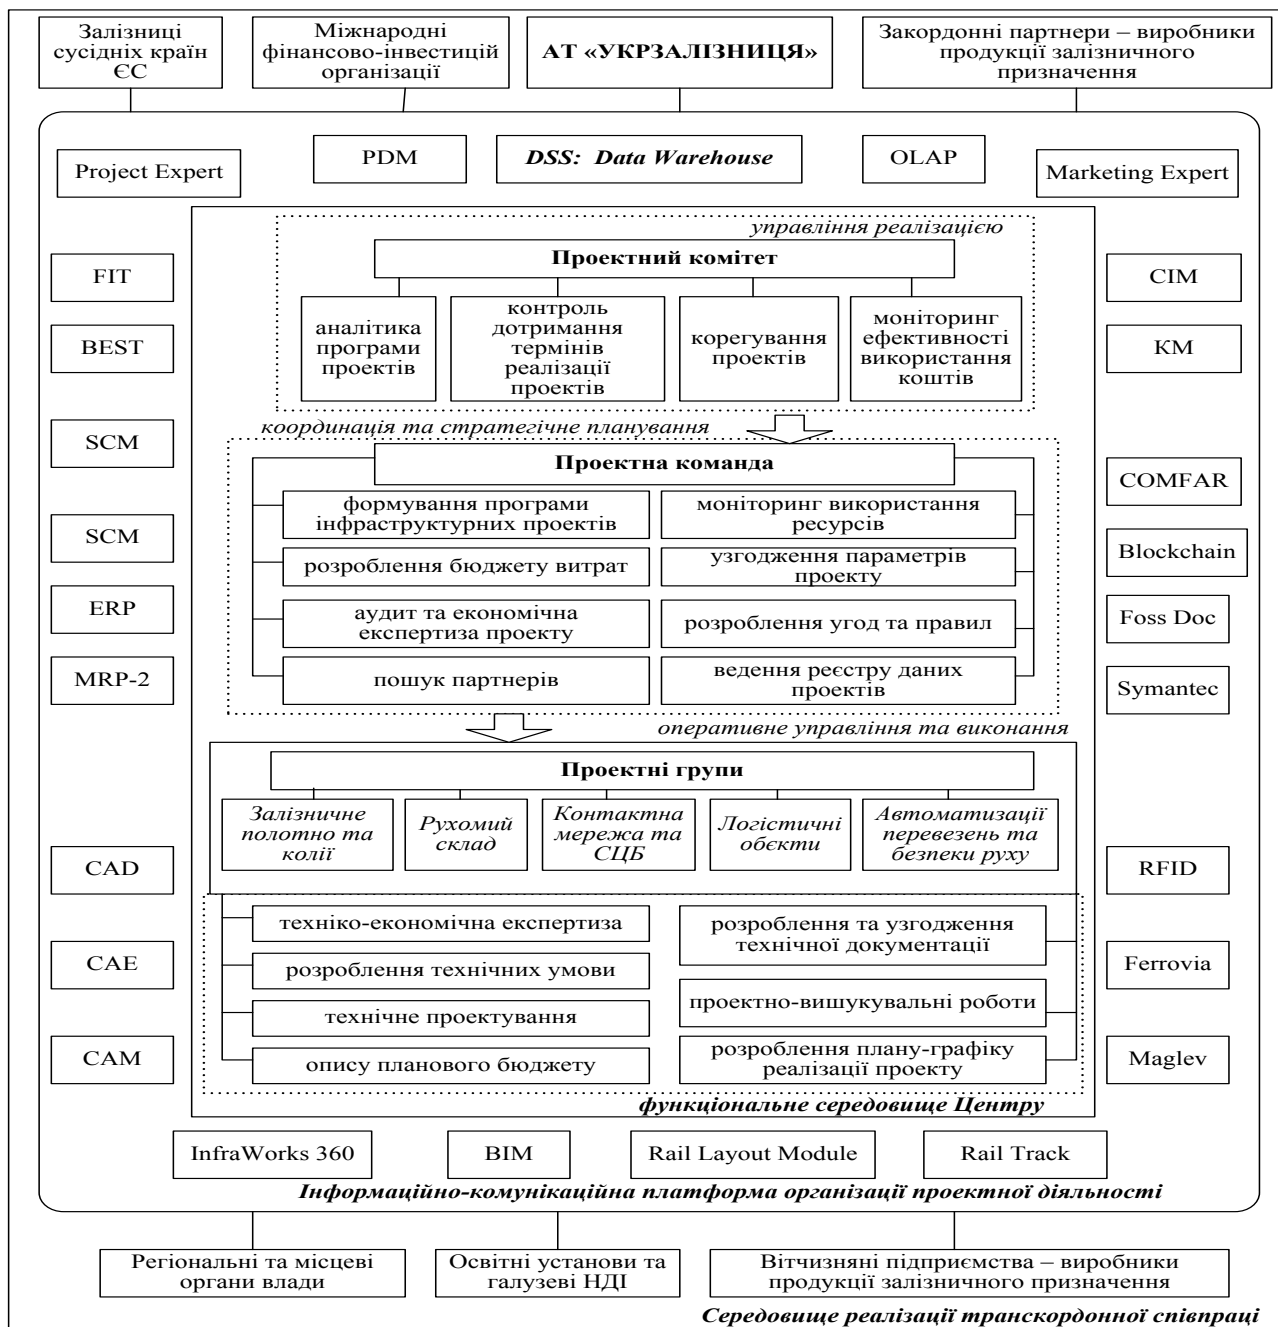 Залізниці
сусідніх країн
ЄС
Міжнародні
фінансово-інвестицій
організації
АТ «УКРЗАЛІЗНИЦЯ»
Закордонні партнери – виробники
продукції залізничного
призначення
Project Expert
PDM
DSS: Data Warehouse
OLAP
Marketing Expert
управління реалізацією
Проектний комітет
аналітика
програми
проектів
контроль
дотримання
термінів
реалізації
проектів
корегування
проектів
моніторинг
ефективності
використання
коштів
FIT
BEST
SCM
SCM
ERP
MRP-2
CIM
KM
COMFAR
Blockchain
Foss Doc
Symantec
координація та стратегічне планування
Проектна команда
формування програми
інфраструктурних проектів
розроблення бюджету витрат
аудит та економічна
експертиза проекту
пошук партнерів
моніторинг використання
ресурсів
узгодження параметрів
проекту
розроблення угод та правил
ведення реєстру даних
проектів
оперативне управління та виконання
Проектні групи
Залізничне
полотно та
колії
Рухомий
склад
Контактна
мережа та
СЦБ
Логістичні
обєкти
Автоматизації
перевезень та
безпеки руху
CAD
CAE
CAM
RFID
Ferrovia
Maglev
техніко-економічна експертиза
розроблення технічних умови
технічне проектування
опису планового бюджету
розроблення та узгодження
технічної документації
проектно-вишукувальні роботи
розроблення плану-графіку
реалізації проекту
функціональне середовище Центру
InfraWorks 360
BIM
Rail Layout Module
Rail Track
Інформаційно-комунікаційна платформа організації проектної діяльності
Регіональні та місцеві
органи влади
Освітні установи та
галузеві НДІ
Вітчизняні підприємства – виробники
продукції залізничного призначення
Середовище реалізації транскордонної співпраці